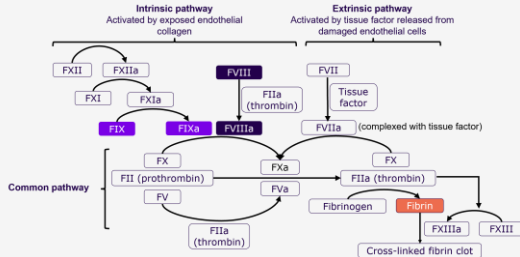 Intrinsic pathway
Activated by exposed endothelial
collagen
Extrinsic pathway
Activated by tissue factor released from
damaged endothelial cells
FXII
FXIIa
FVIII
FVII
FXI
FXIa
FIIa
(thrombin)
Tissue
factor
FIX
FIXa
FVIIIa
FVIIa
(complexed with tissue factor)
Common pathway
FX
FXa
FX
FII (prothrombin)
FIIa (thrombin)
FV
FVa
Fibrinogen
Fibrin
FIIa
(thrombin)
FXIIIa
FXIII
Cross-linked fibrin clot